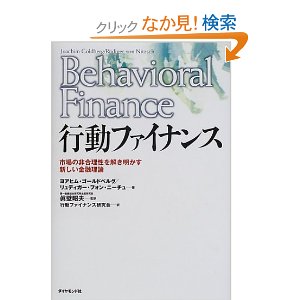 クリック
なか見!検索
Joachim Goldberg/Rüdiger von Nitzsch
Behavioral
Finance
行動ファイナンス
市場の非合理性を解き明かす
新しい金融理論
ヨアヒム・ゴールドベルグ/
リュディガー・フォン・ニーチュ 著
眞壁昭夫 監訳
行動ファイナンス研究会 訳
ダイヤモンド社